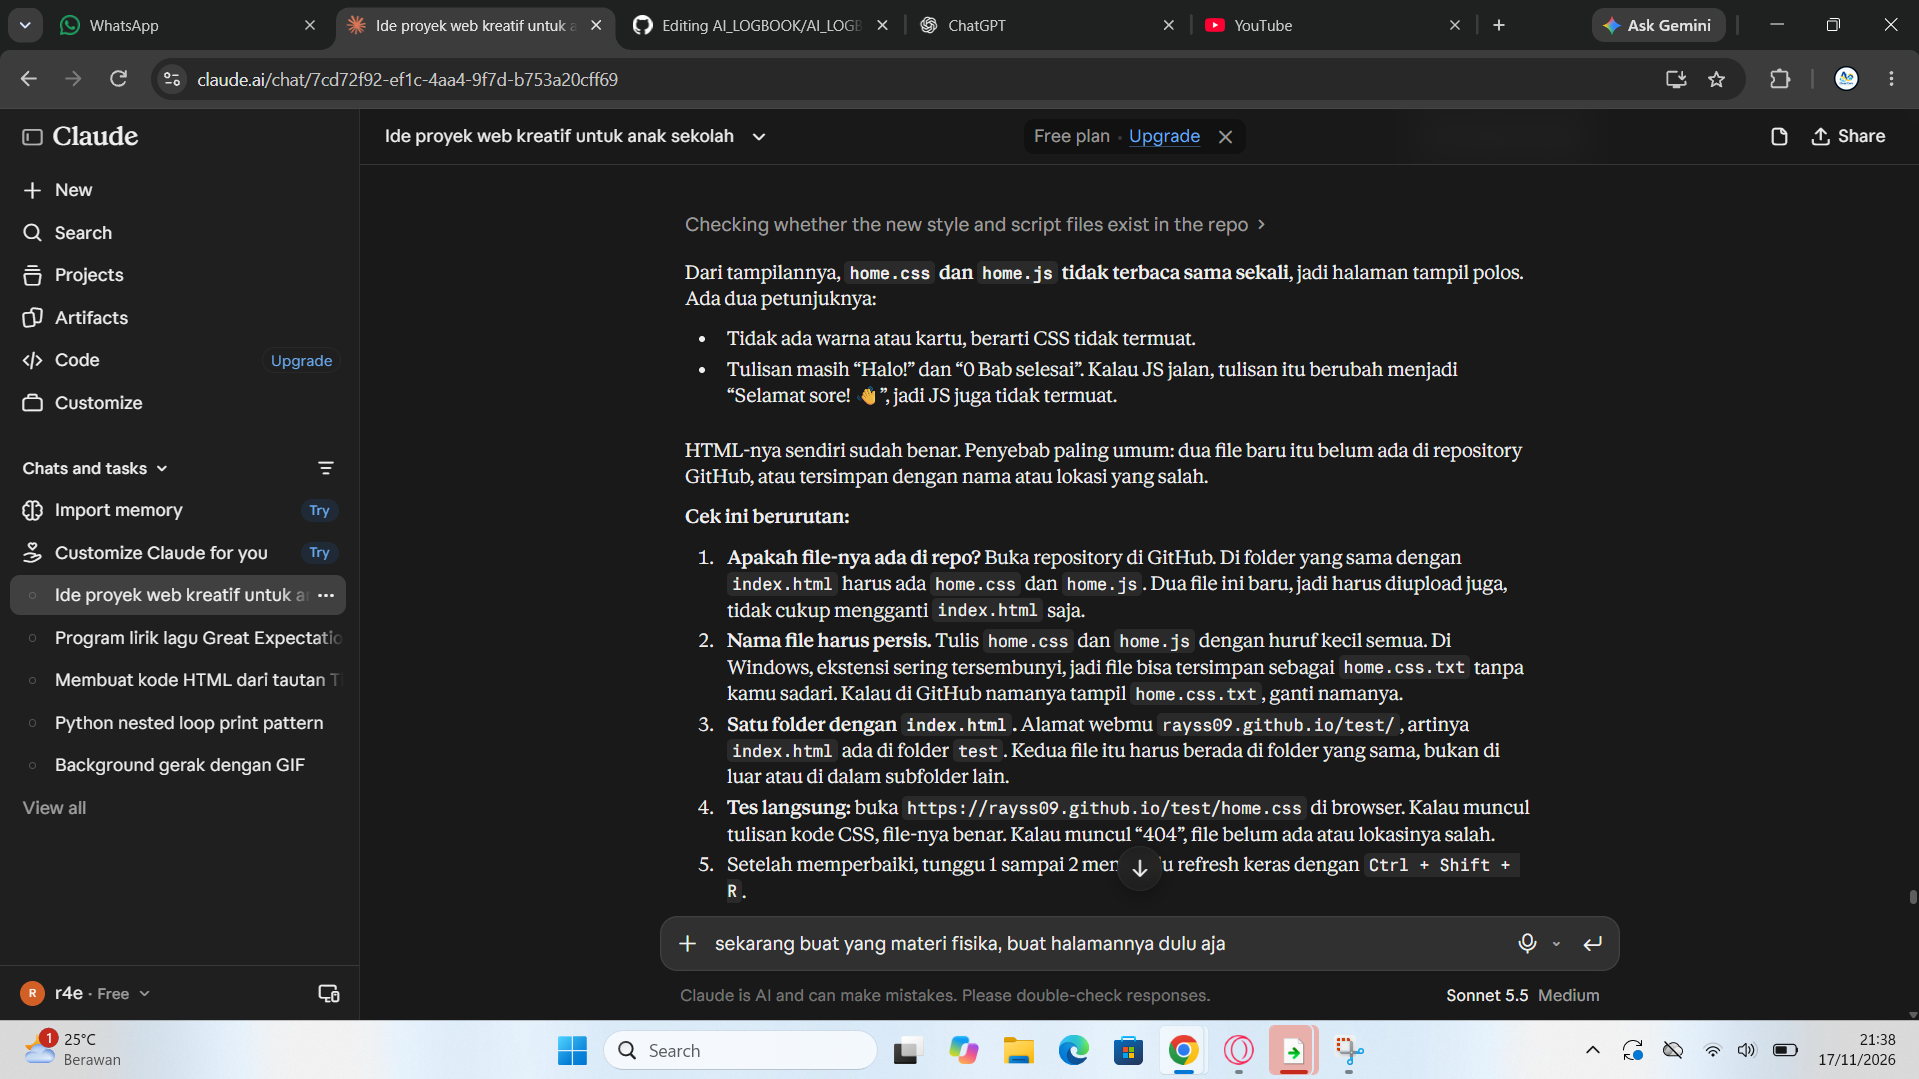 WhatsApp
Ide proyek web kreatif untuk a
Editing AI_LOGBOOK/AI_LOGB
ChatGPT
YouTube
Ask Gemini
claude.ai/chat/7cd72f92-ef1c-4aa4-9f7d-b753a20cff69
Claude
Ide proyek web kreatif untuk anak sekolah
Free plan · Upgrade
Share
New
Search
Projects
Artifacts
Code
Upgrade
Customize
Chats and tasks
Import memory
Try
Customize Claude for you
Try
Ide proyek web kreatif untuk a
Program lirik lagu Great Expectatio
Membuat kode HTML dari tautan T
Python nested loop print pattern
Background gerak dengan GIF
View all
R
r4e · Free
Checking whether the new style and script files exist in the repo
Dari tampilannya, home.css dan home.js tidak terbaca sama sekali, jadi halaman tampil polos.
Ada dua petunjuknya:
• Tidak ada warna atau kartu, berarti CSS tidak termuat.
• Tulisan masih “Halo!” dan “0 Bab selesai”. Kalau JS jalan, tulisan itu berubah menjadi
“Selamat sore! 👋”, jadi JS juga tidak termuat.
HTML-nya sendiri sudah benar. Penyebab paling umum: dua file baru itu belum ada di repository
GitHub, atau tersimpan dengan nama atau lokasi yang salah.
Cek ini berurutan:
1. Apakah file-nya ada di repo? Buka repository di GitHub. Di folder yang sama dengan
index.html harus ada home.css dan home.js. Dua file ini baru, jadi harus diupload juga,
tidak cukup mengganti index.html saja.
2. Nama file harus persis. Tulis home.css dan home.js dengan huruf kecil semua. Di
Windows, ekstensi sering tersembunyi, jadi file bisa tersimpan sebagai home.css.txt tanpa
kamu sadari. Kalau di GitHub namanya tampil home.css.txt, ganti namanya.
3. Satu folder dengan index.html. Alamat webmu rayss09.github.io/test/, artinya
index.html ada di folder test. Kedua file itu harus berada di folder yang sama, bukan di
luar atau di dalam subfolder lain.
4. Tes langsung: buka https://rayss09.github.io/test/home.css di browser. Kalau muncul
tulisan kode CSS, file-nya benar. Kalau muncul “404”, file belum ada atau lokasinya salah.
5. Setelah memperbaiki, tunggu 1 sampai 2 men u refresh keras dengan Ctrl + Shift +
R.
sekarang buat yang materi fisika, buat halamannya dulu aja
Claude is AI and can make mistakes. Please double-check responses.
Sonnet 5.5 Medium
1
25°C
Berawan
Search
21:38
17/11/2026